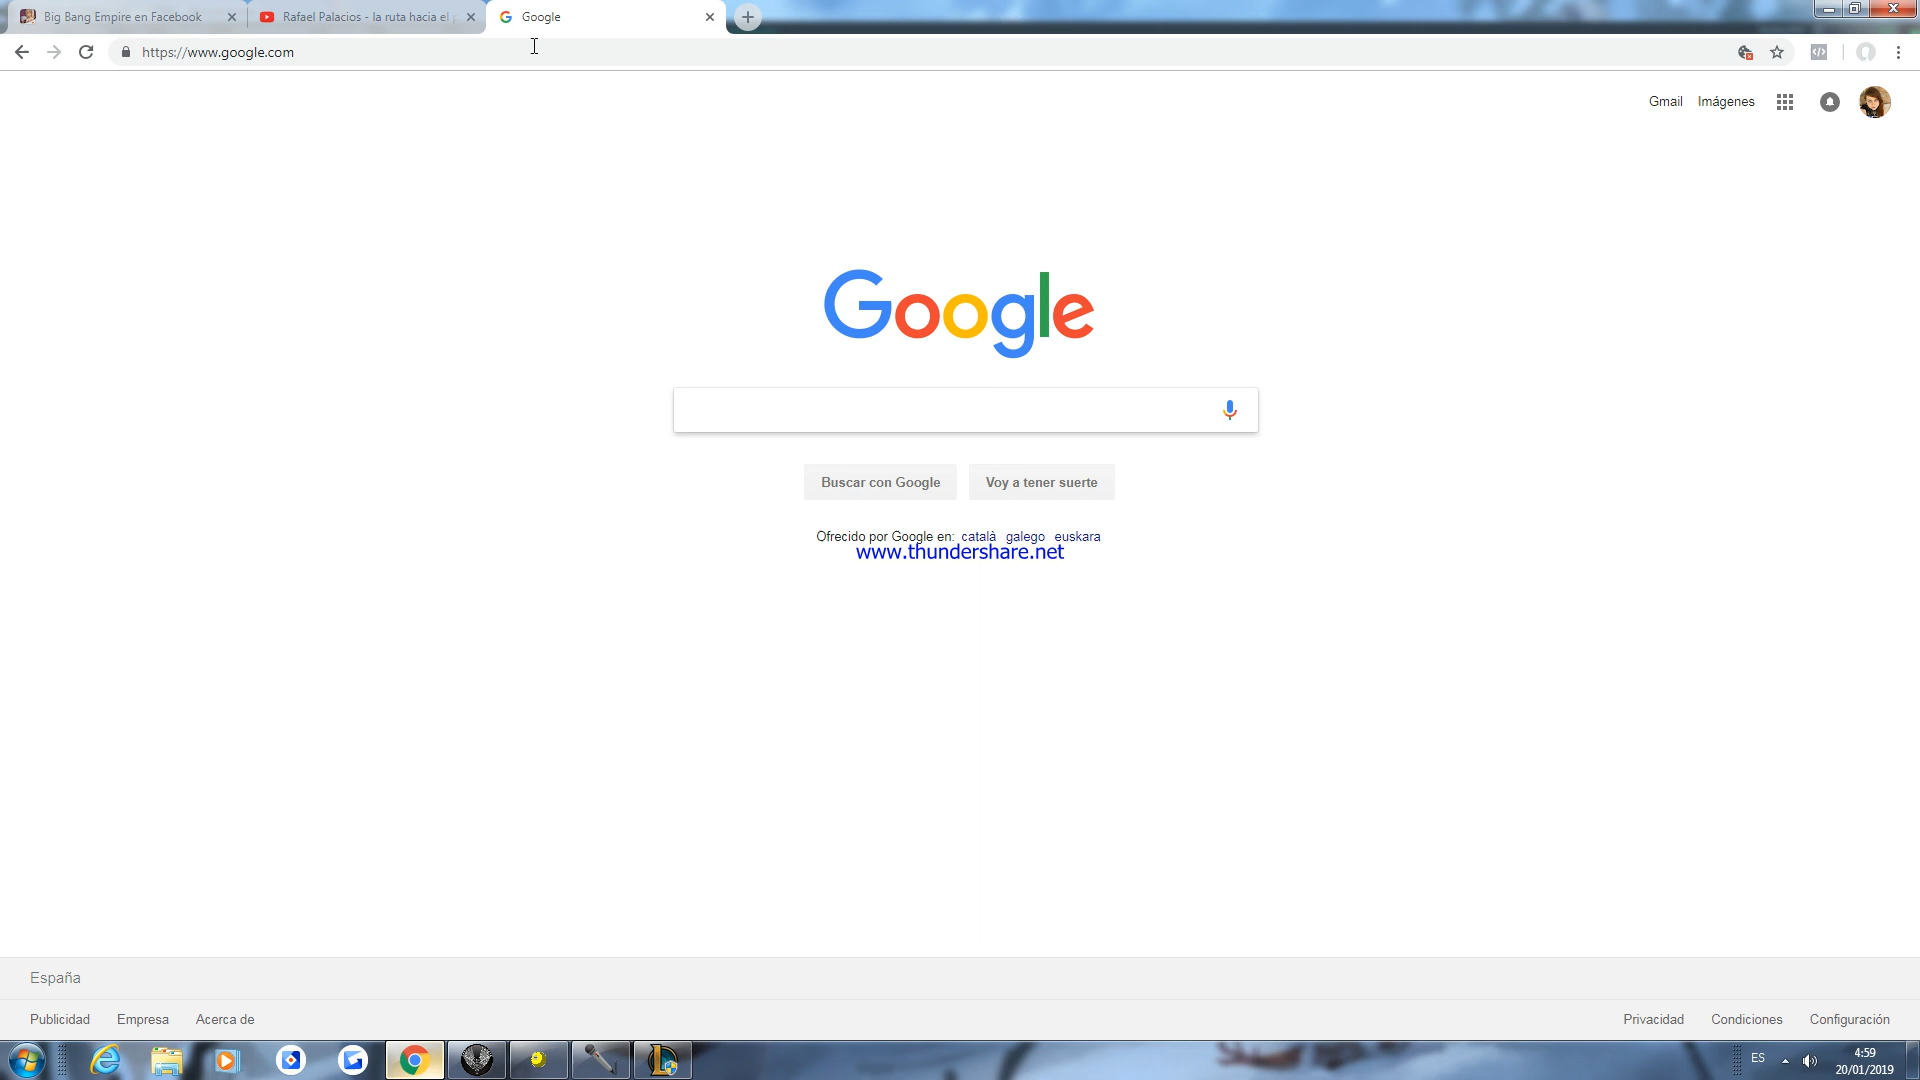 Big Bang Empire en Facebook
Rafael Palacios - la ruta hacia el
Google
https://www.google.com
Gmail Imágenes
Google
Buscar con Google Voy a tener suerte
Ofrecido por Google en: català galego euskara
www.thundershare.net
España
Publicidad Empresa Acerca de
Privacidad Condiciones Configuración
ES
4:59
20/01/2019